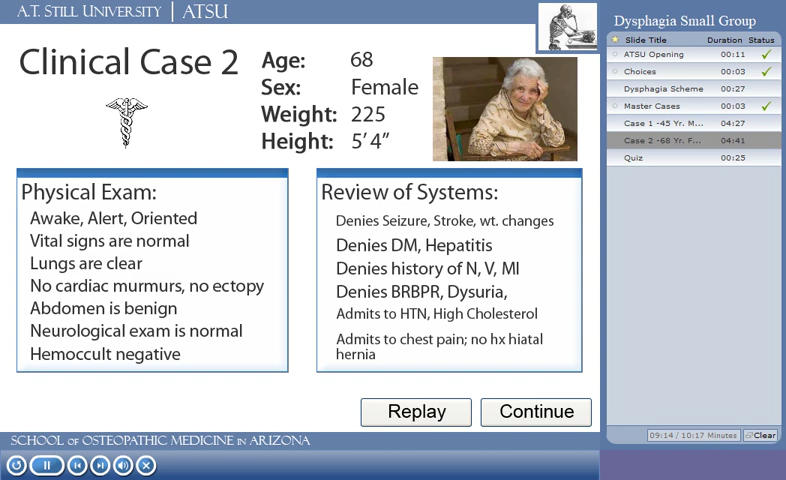 A.T. STILL UNIVERSITY | ATSU
Clinical Case 2
Age: 68
Sex: Female
Weight: 225
Height: 5’ 4”
Physical Exam:
Awake, Alert, Oriented
Vital signs are normal
Lungs are clear
No cardiac murmurs, no ectopy
Abdomen is benign
Neurological exam is normal
Hemoccult negative
Review of Systems:
Denies Seizure, Stroke, wt. changes
Denies DM, Hepatitis
Denies history of N, V, MI
Denies BRBPR, Dysuria,
Admits to HTN, High Cholesterol
Admits to chest pain; no hx hiatal
hernia
Replay Continue
SCHOOL OF OSTEOPATHIC MEDICINE IN ARIZONA
Dysphagia Small Group
Slide Title Duration Status
ATSU Opening 00:11
Choices 00:03
Dysphagia Scheme 00:27
Master Cases 00:03
Case 1 -45 Yr. M... 04:27
Case 2 -68 Yr. F... 04:41
Quiz 00:25
09:14 / 10:17 Minutes Clear